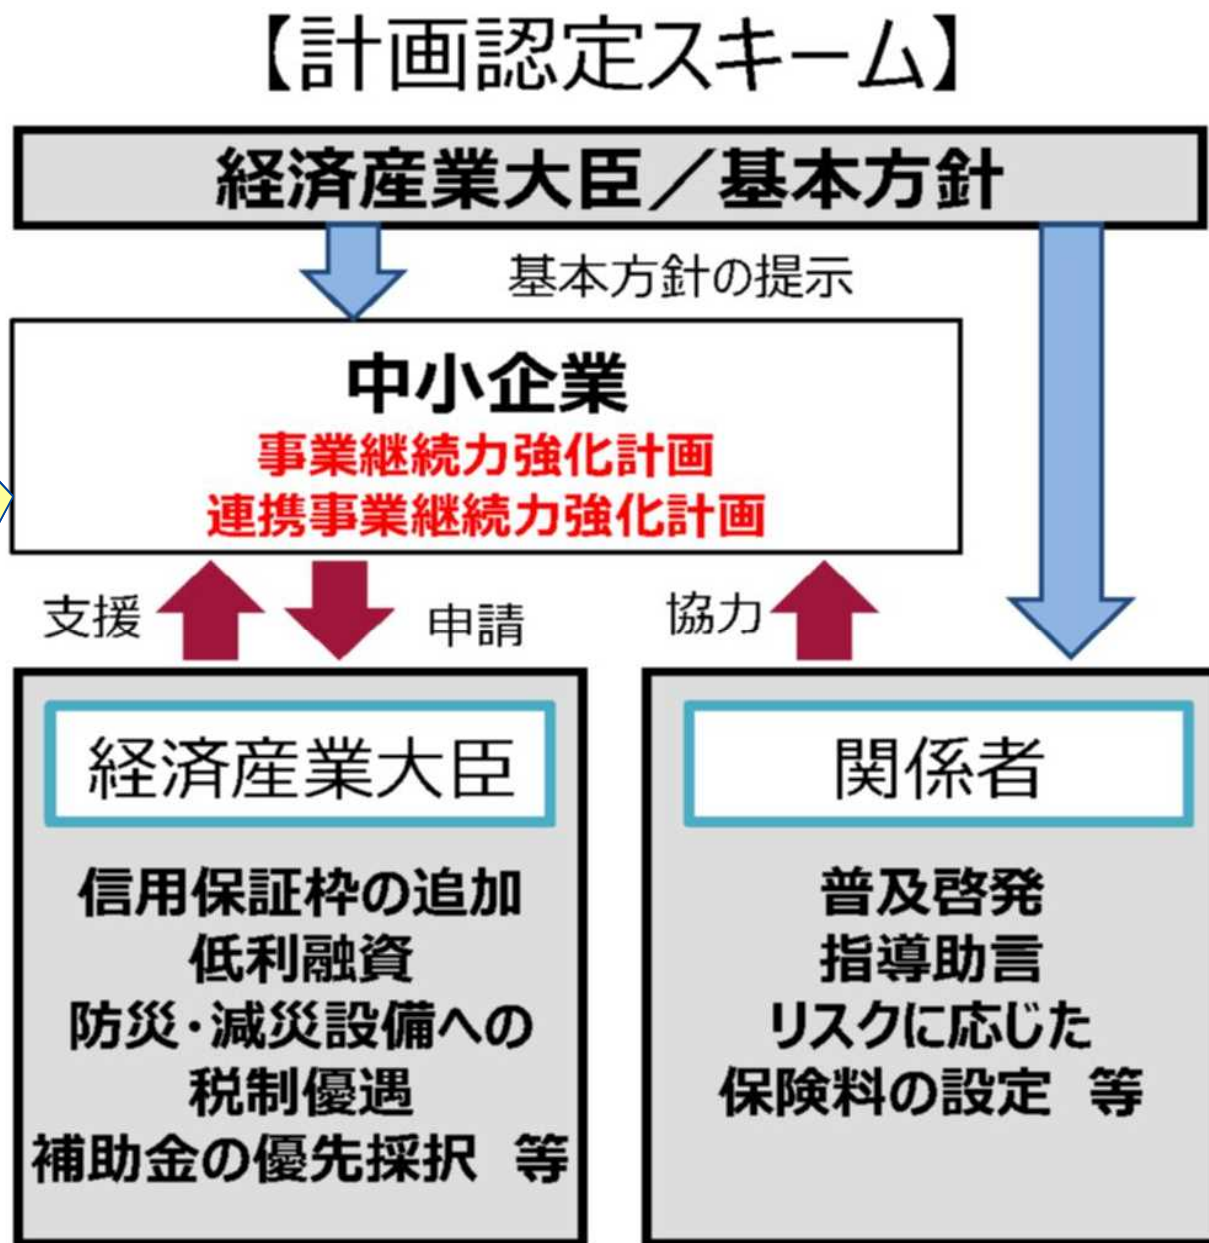 【計画認定スキーム】
経済産業大臣／基本方針
基本方針の提示
中小企業
事業継続力強化計画
連携事業継続力強化計画
支援
申請
協力
経済産業大臣
信用保証枠の追加
低利融資
防災・減災設備への
税制優遇
補助金の優先採択 等
関係者
普及啓発
指導助言
リスクに応じた
保険料の設定 等